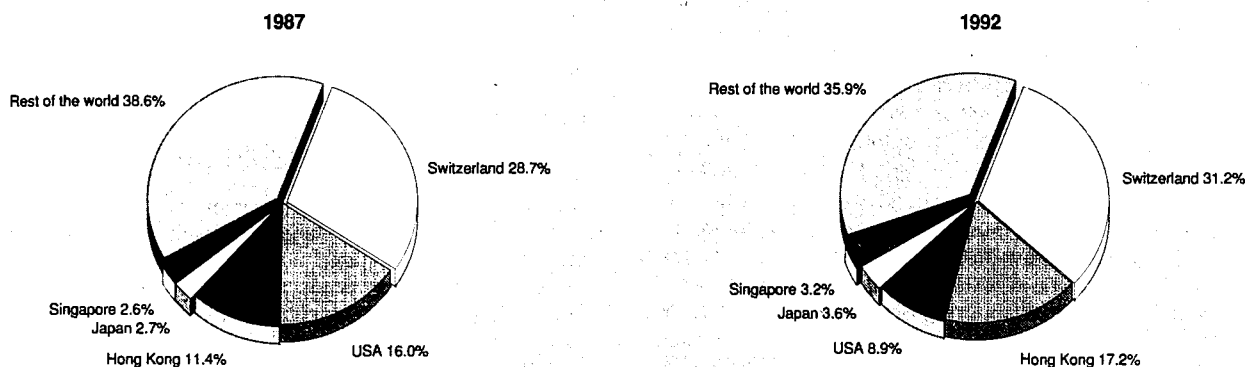 1987
Rest of the world 38.6%
Switzerland 28.7%
Singapore 2.6%
Japan 2.7%
Hong Kong 11.4%
USA 16.0%
1992
Rest of the world 35.9%
Switzerland 31.2%
Singapore 3.2%
Japan 3.6%
USA 8.9%
Hong Kong 17.2%